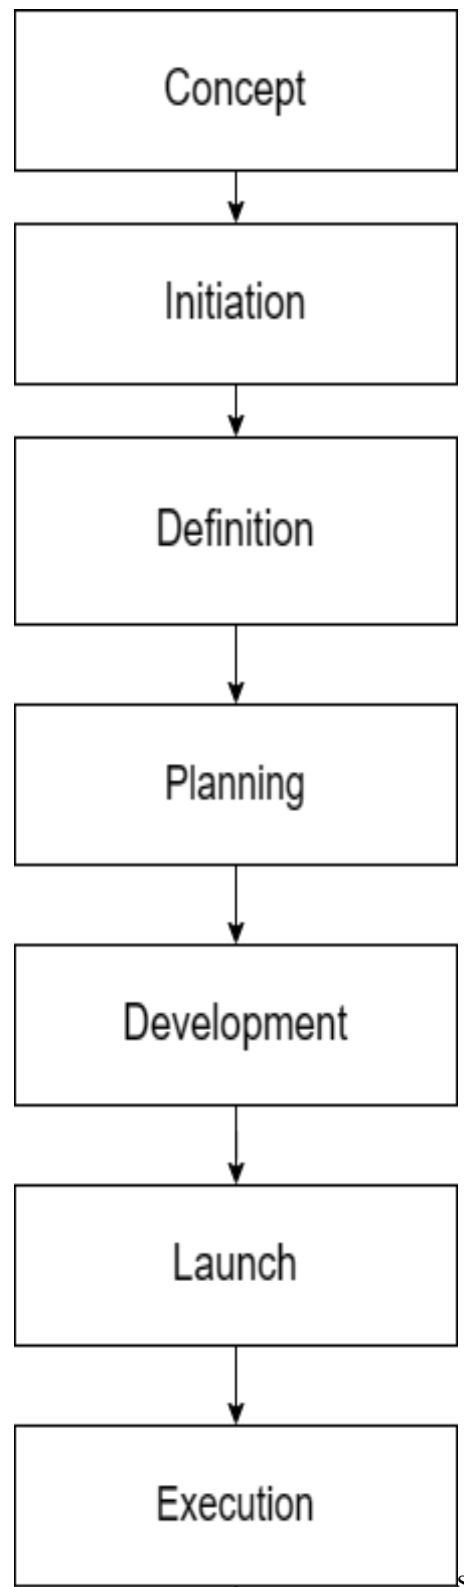 Concept
Initiation
Definition
Planning
Development
Launch
Execution
s